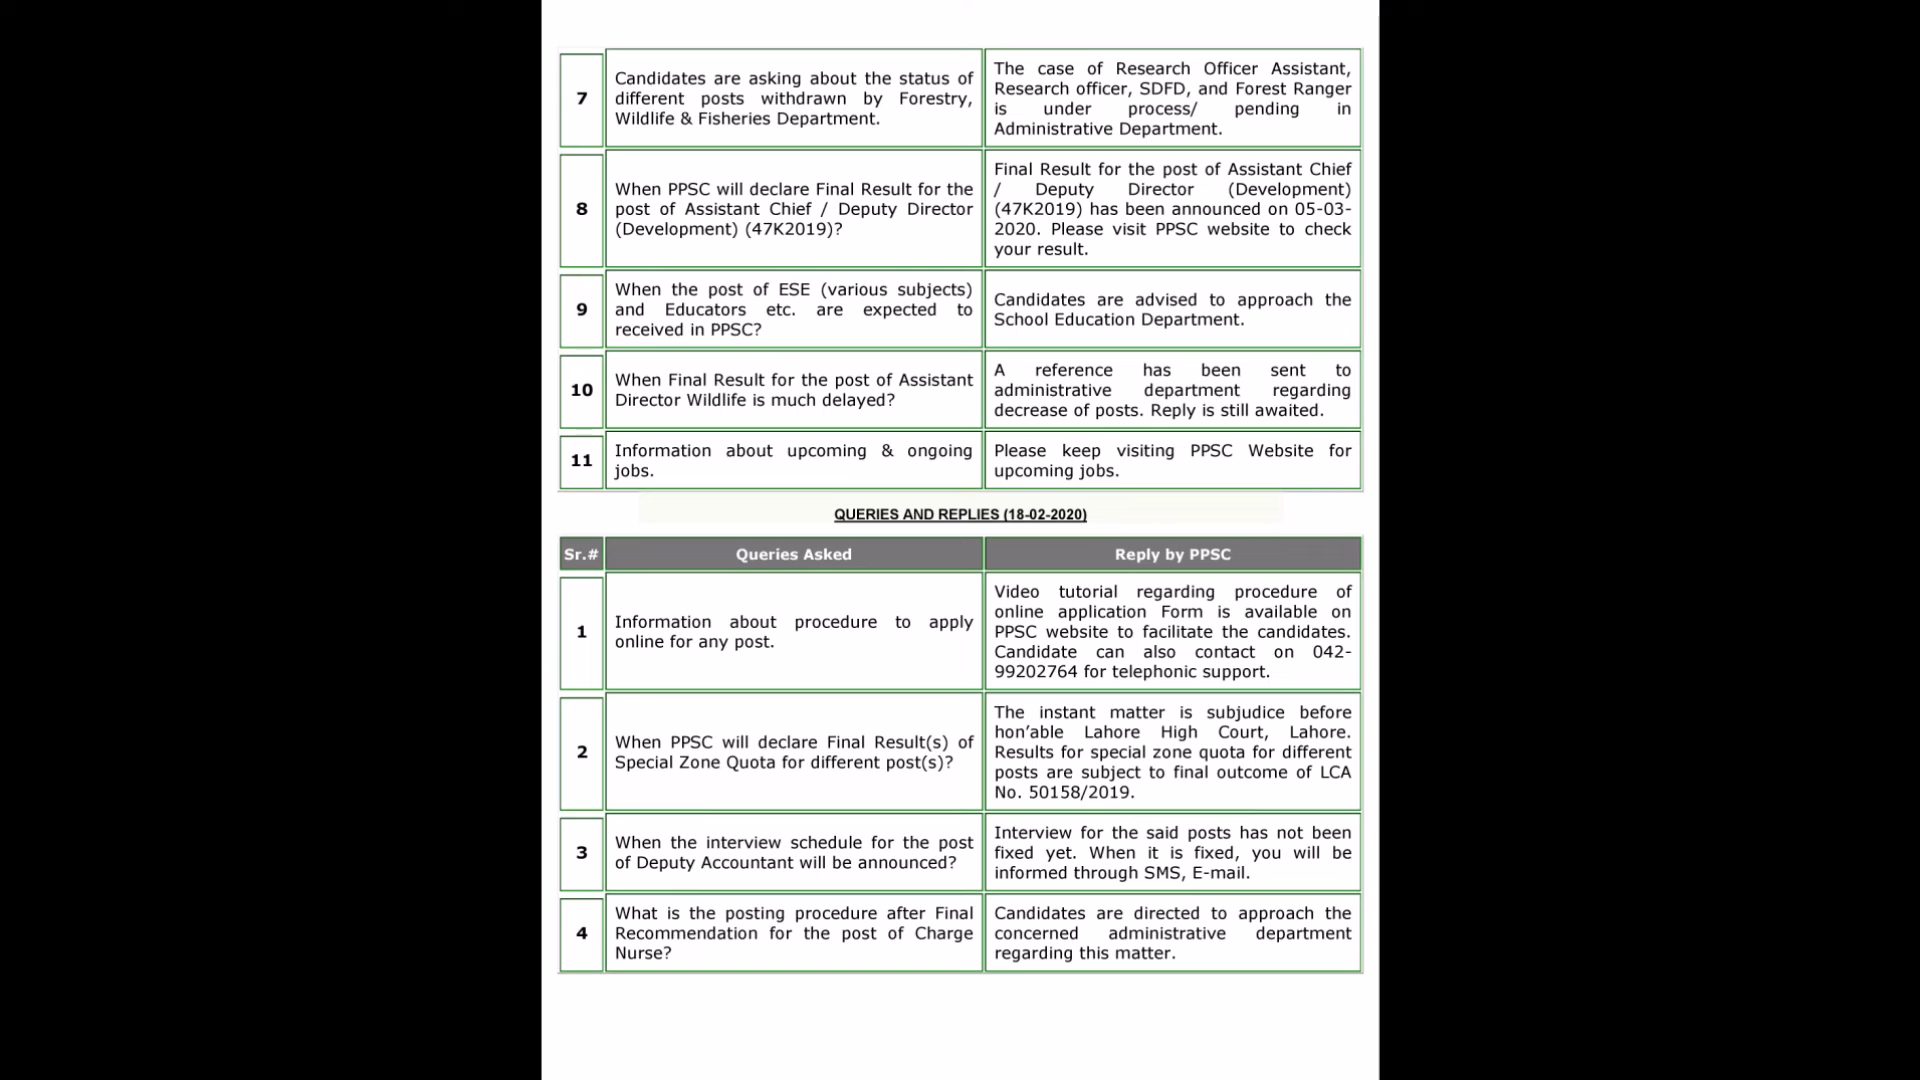 7
Candidates are asking about the status of
different posts withdrawn by Forestry,
Wildlife & Fisheries Department.
The case of Research Officer Assistant,
Research officer, SDFD, and Forest Ranger
is under process/ pending in
Administrative Department.
8
When PPSC will declare Final Result for the
post of Assistant Chief / Deputy Director
(Development) (47K2019)?
Final Result for the post of Assistant Chief
/ Deputy Director (Development)
(47K2019) has been announced on 05-03-
2020. Please visit PPSC website to check
your result.
9
When the post of ESE (various subjects)
and Educators etc. are expected to
received in PPSC?
Candidates are advised to approach the
School Education Department.
10
When Final Result for the post of Assistant
Director Wildlife is much delayed?
A reference has been sent to
administrative department regarding
decrease of posts. Reply is still awaited.
11
Information about upcoming & ongoing
jobs.
Please keep visiting PPSC Website for
upcoming jobs.
QUERIES AND REPLIES (18-02-2020)
Sr.# Queries Asked Reply by PPSC
1
Information about procedure to apply
online for any post.
Video tutorial regarding procedure of
online application Form is available on
PPSC website to facilitate the candidates.
Candidate can also contact on 042-
99202764 for telephonic support.
2
When PPSC will declare Final Result(s) of
Special Zone Quota for different post(s)?
The instant matter is subjudice before
hon’able Lahore High Court, Lahore.
Results for special zone quota for different
posts are subject to final outcome of LCA
No. 50158/2019.
3
When the interview schedule for the post
of Deputy Accountant will be announced?
Interview for the said posts has not been
fixed yet. When it is fixed, you will be
informed through SMS, E-mail.
4
What is the posting procedure after Final
Recommendation for the post of Charge
Nurse?
Candidates are directed to approach the
concerned administrative department
regarding this matter.